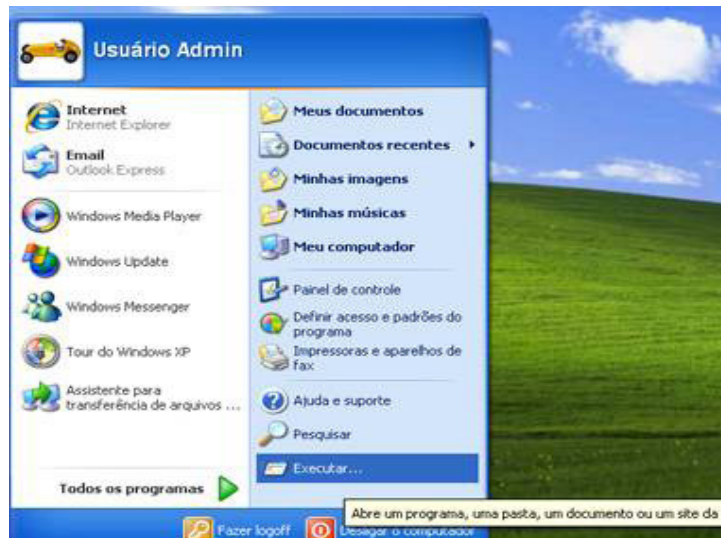 Usuário Admin
Internet
Internet Explorer
Email
Outlook Express
Windows Media Player
Windows Update
Windows Messenger
Tour do Windows XP
Assistente para
transferência de arquivos ...
Todos os programas
Meus documentos
Documentos recentes
Minhas imagens
Minhas músicas
Meu computador
Painel de controle
Definir acesso e padrões do
programa
Impressoras e aparelhos de
fax
Ajuda e suporte
Pesquisar
Executar...
Abre um programa, uma pasta, um documento ou um site da
Fazer logoff
Desligar o computador